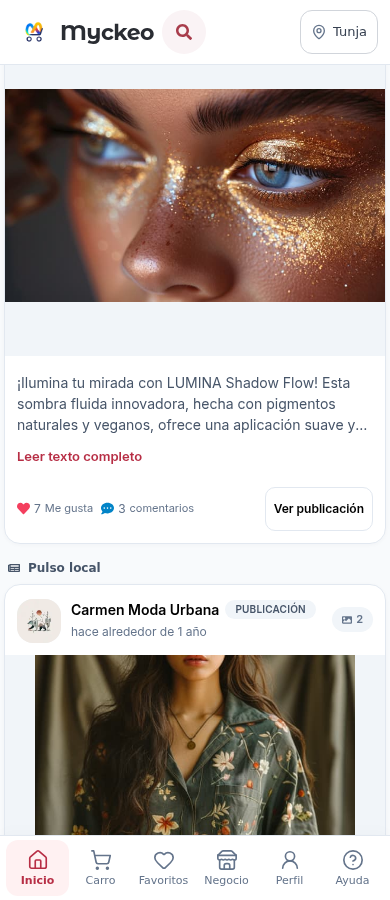 Myckeo
Tunja
¡Ilumina tu mirada con LUMINA Shadow Flow! Esta
sombra fluida innovadora, hecha con pigmentos
naturales y veganos, ofrece una aplicación suave y…
Leer texto completo
7 Me gusta 3 comentarios
Ver publicación
Pulso local
Carmen Moda Urbana PUBLICACIÓN
2
hace alrededor de 1 año
Inicio Carro Favoritos Negocio Perfil Ayuda